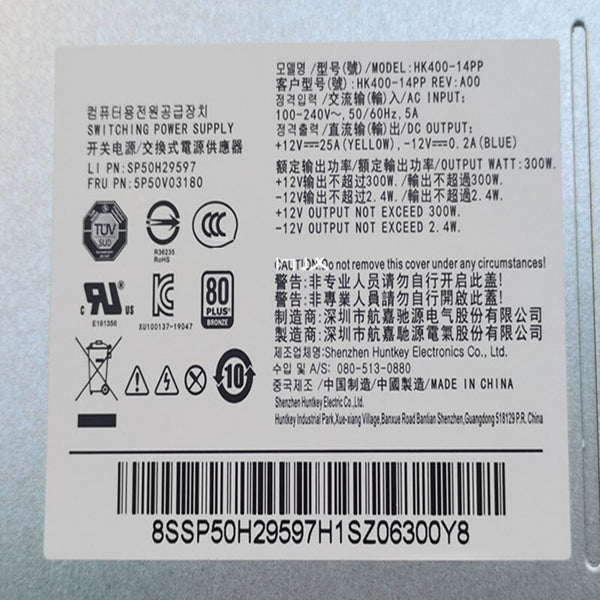 컴퓨터용전원공급장치
SWITCHING POWER SUPPLY
开关电源/交換式電源供應器
LI PN:SP50H29597
FRU PN:5P50V03180
TÜV
SUD
R36235
RoHS
CCC
c RU us
E181356
XU100137-19047
80
PLUS
BRONZE
10
모델명/型号(號)/MODEL:HK400-14PP
客户型号(號):HK400-14PP REV:A00
정격입력/交流输(輸)入/AC INPUT:
100-240V~,50/60Hz,5A
정격출력/直流输(輸)出/DC OUTPUT:
+12V⎓25A(YELLOW),-12V⎓0.2A(BLUE)
额定输出功率/額定輸出功率/OUTPUT WATT:300W.
+12V输出不超过300W./輸出不超過300W.
-12V输出不超过2.4W./輸出不超過2.4W.
+12V OUTPUT NOT EXCEED 300W.
-12V OUTPUT NOT EXCEED 2.4W.
Do not remove this cover under any circumstances!
警告:非专业人员请勿自行开启此盖!
警告:非專業人員請勿自行開啟此蓋!
制造商:深圳市航嘉驰源电气股份有限公司
製造商:深圳市航嘉馳源電氣股份有限公司
제조업체명:Shenzhen Huntkey Electronics Co., Ltd.
수입 및 A/S: 080-513-0880
중국제조/中国制造/中國製造/MADE IN CHINA
Shenzhen Huntkey Electric Co.,Ltd.
Huntkey Industrial Park,Xue-xiang Village,Banxue Road Bantian Shenzhen,Guangdong 518129 P.R. China
8SSP50H29597H1SZ06300Y8